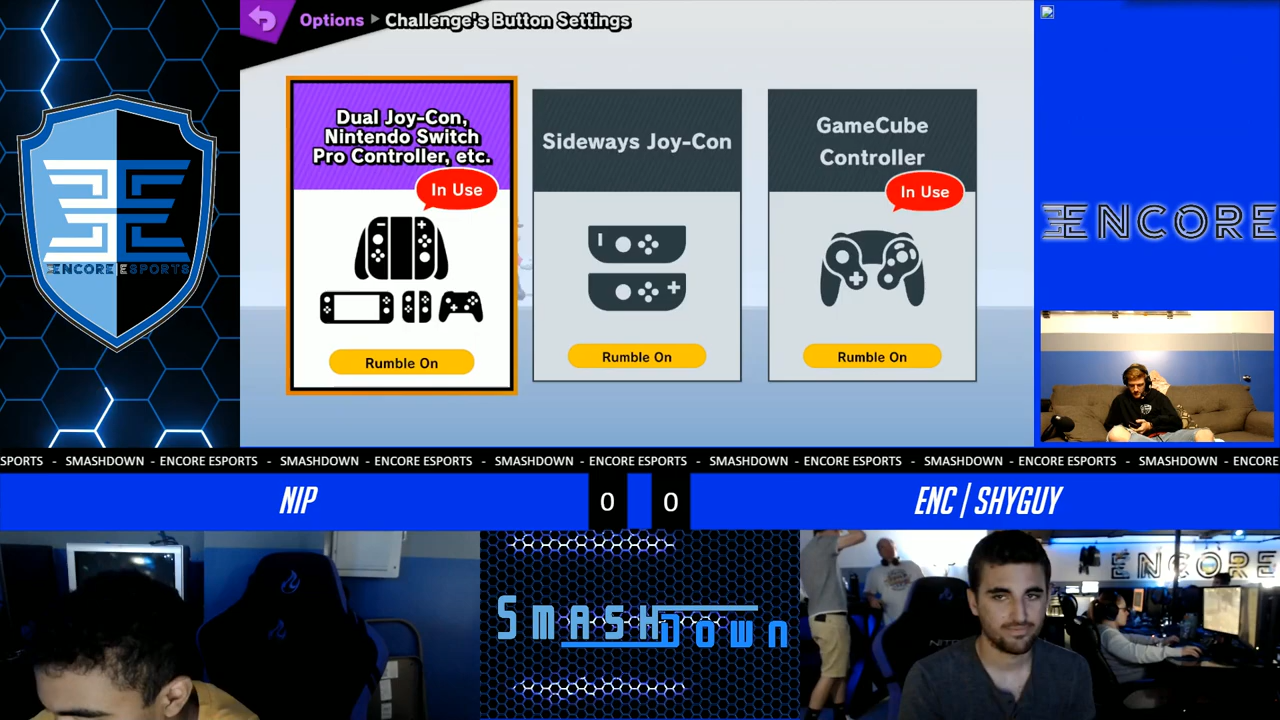 Options ▸ Challenge's Button Settings
Dual Joy-Con,
Nintendo Switch
Pro Controller, etc.
In Use
Rumble On
Sideways Joy-Con
Rumble On
GameCube
Controller
In Use
Rumble On
ENCORE ESPORTS
ENCORE
SPORTS - SMASHDOWN - ENCORE ESPORTS - SMASHDOWN - ENCORE ESPORTS - SMASHDOWN - ENCORE ESPORTS - SMASHDOWN - ENCORE ESPORTS - SMASHDOWN - ENCORE ESPORTS - SMASHDOWN - ENCORE
NIP
0
0
ENC | SHYGUY
SMASHDOWN
ENCORE